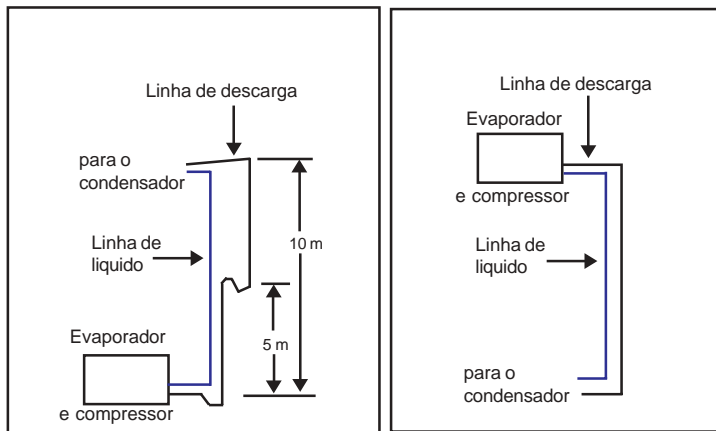 Linha de descarga
para o
condensador
10 m
Linha de
liquido
5 m
Evaporador
e compressor
Linha de descarga
Evaporador
e compressor
Linha de
liquido
para o
condensador